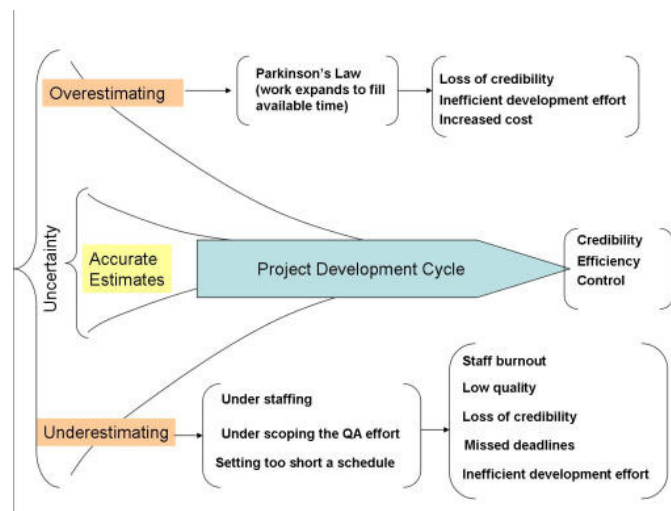 Overestimating
Parkinson's Law
(work expands to fill
available time)
Loss of credibility
Inefficient development effort
Increased cost
Uncertainty
Accurate
Estimates
Project Development Cycle
Credibility
Efficiency
Control
Underestimating
Under staffing
Under scoping the QA effort
Setting too short a schedule
Staff burnout
Low quality
Loss of credibility
Missed deadlines
Inefficient development effort